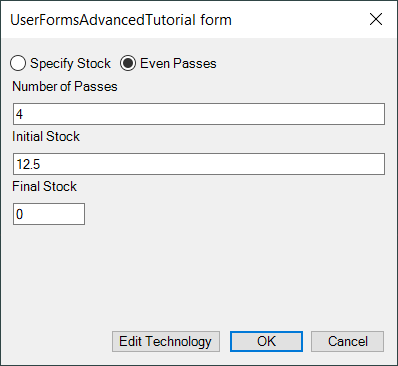 UserFormsAdvancedTutorial form
Specify Stock Even Passes
Number of Passes
4
Initial Stock
12.5
Final Stock
0
Edit Technology OK Cancel